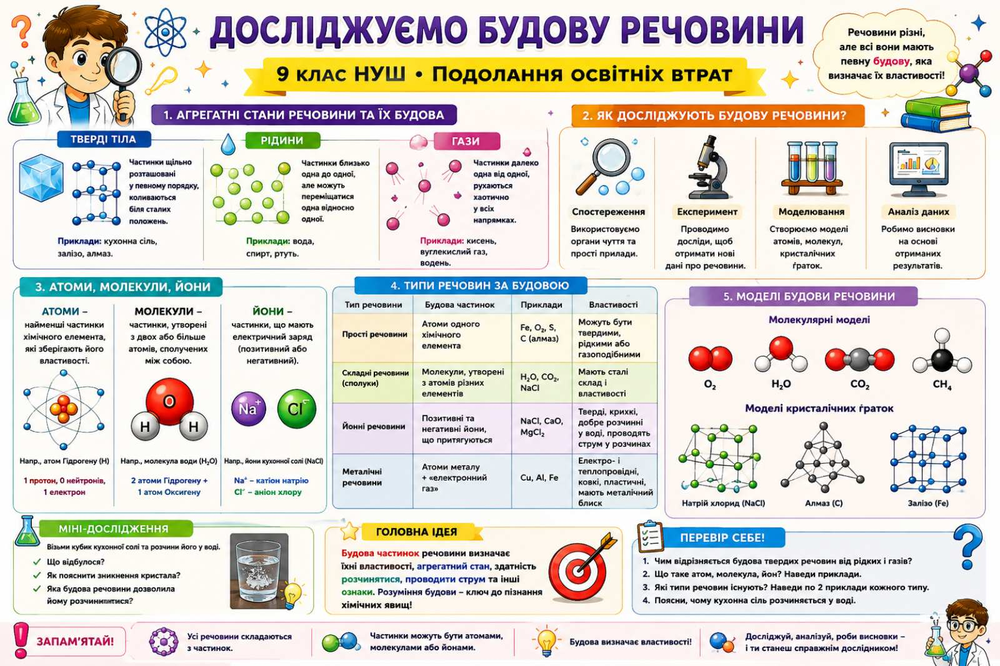 ДОСЛІДЖУЄМО БУДОВУ РЕЧОВИНИ
9 клас НУШ • Подолання освітніх втрат
Речовини різні,
але всі вони мають
певну будову, яка
визначає їх властивості!
1. АГРЕГАТНІ СТАНИ РЕЧОВИНИ ТА ЇХ БУДОВА
ТВЕРДІ ТІЛА
Частинки щільно
розташовані
у певному порядку,
коливаються
біля сталих
положень.
Приклади: кухонна сіль,
залізо, алмаз.
РІДИНИ
Частинки близько
одна до одної,
але можуть
переміщатися
одна відносно
одної.
Приклади: вода,
спирт, ртуть.
ГАЗИ
Частинки далеко
одна від одної,
рухаються
хаотично
у всіх
напрямках.
Приклади: кисень,
вуглекислий газ,
водень.
2. ЯК ДОСЛІДЖУЮТЬ БУДОВУ РЕЧОВИНИ?
Спостереження
Використовуємо
органи чуття та
прості прилади.
Експеримент
Проводимо
досліди, щоб
отримати нові
дані про речовини.
Моделювання
Створюємо моделі
атомів, молекул,
кристалічних
ґраток.
Аналіз даних
Робимо висновки
на основі
отриманих
результатів.
3. АТОМИ, МОЛЕКУЛИ, ЙОНИ
АТОМИ –
найменші частинки
хімічного елемента,
які зберігають його
властивості.
Напр., атом Гідрогену (H)
1 протон, 0 нейтронів,
1 електрон
МОЛЕКУЛИ –
частинки, утворені
з двох або більше
атомів, сполучених
між собою.
O
H H
Напр., молекула води (H₂O)
2 атоми Гідрогену +
1 атом Оксигену
ЙОНИ –
частинки, що мають
електричний заряд
(позитивний або
негативний).
Na⁺ Cl⁻
Напр., йони кухонної солі (NaCl)
Na⁺ – катіон натрію
Cl⁻ – аніон хлору
4. ТИПИ РЕЧОВИН ЗА БУДОВОЮ
Тип речовини Будова частинок Приклади Властивості
Прості речовини
Атоми одного
хімічного
елемента
Fe, O₂, S,
C (алмаз)
Можуть бути
твердими,
рідкими або
газоподібними
Складні речовини
(сполуки)
Молекули, утворені
з атомів різних
елементів
H₂O, CO₂,
NaCl
Мають сталі
склад і
властивості
Йонні речовини
Позитивні та
негативні йони,
що притягуються
NaCl, CaO,
MgCl₂
Тверді, крихкі,
добре розчинні
у воді, проводять
струм у розчинах
Металічні
речовини
Атоми металу
+ «електронний
газ»
Cu, Al, Fe
Електро- і
теплопровідні,
ковкі, пластичні,
мають металічний
блиск
5. МОДЕЛІ БУДОВИ РЕЧОВИНИ
Молекулярні моделі
O₂ H₂O CO₂ CH₄
Моделі кристалічних ґраток
Натрій хлорид (NaCl) Алмаз (C) Залізо (Fe)
МІНІ-ДОСЛІДЖЕННЯ
Візьми кубик кухонної солі та розчини його у воді.
✓ Що відбулося?
✓ Як пояснити зникнення кристала?
✓ Яка будова речовини дозволила
йому
ГОЛОВНА ІДЕЯ
Будова частинок речовини визначає
їхні властивості, агрегатний стан, здатність
розчинятися, проводити струм та інші
ознаки. Розуміння будови – ключ до пізнання
хімічних явищ!
ПЕРЕВІР СЕБЕ!
1. Чим відрізняється будова твердих речовин від рідких і газів?
2. Що таке атом, молекула, йон? Наведи приклади.
3. Які типи речовин існують? Наведи по 2 приклади кожного типу.
4. Поясни, чому кухонна сіль розчиняється у воді.
ЗАПАМ'ЯТАЙ!
Усі речовини складаються
з частинок.
Частинки можуть бути атомами,
молекулами або йонами.
Будова визначає властивості!
Досліджуй, аналізуй, роби висновки –
і ти станеш справжнім дослідником!